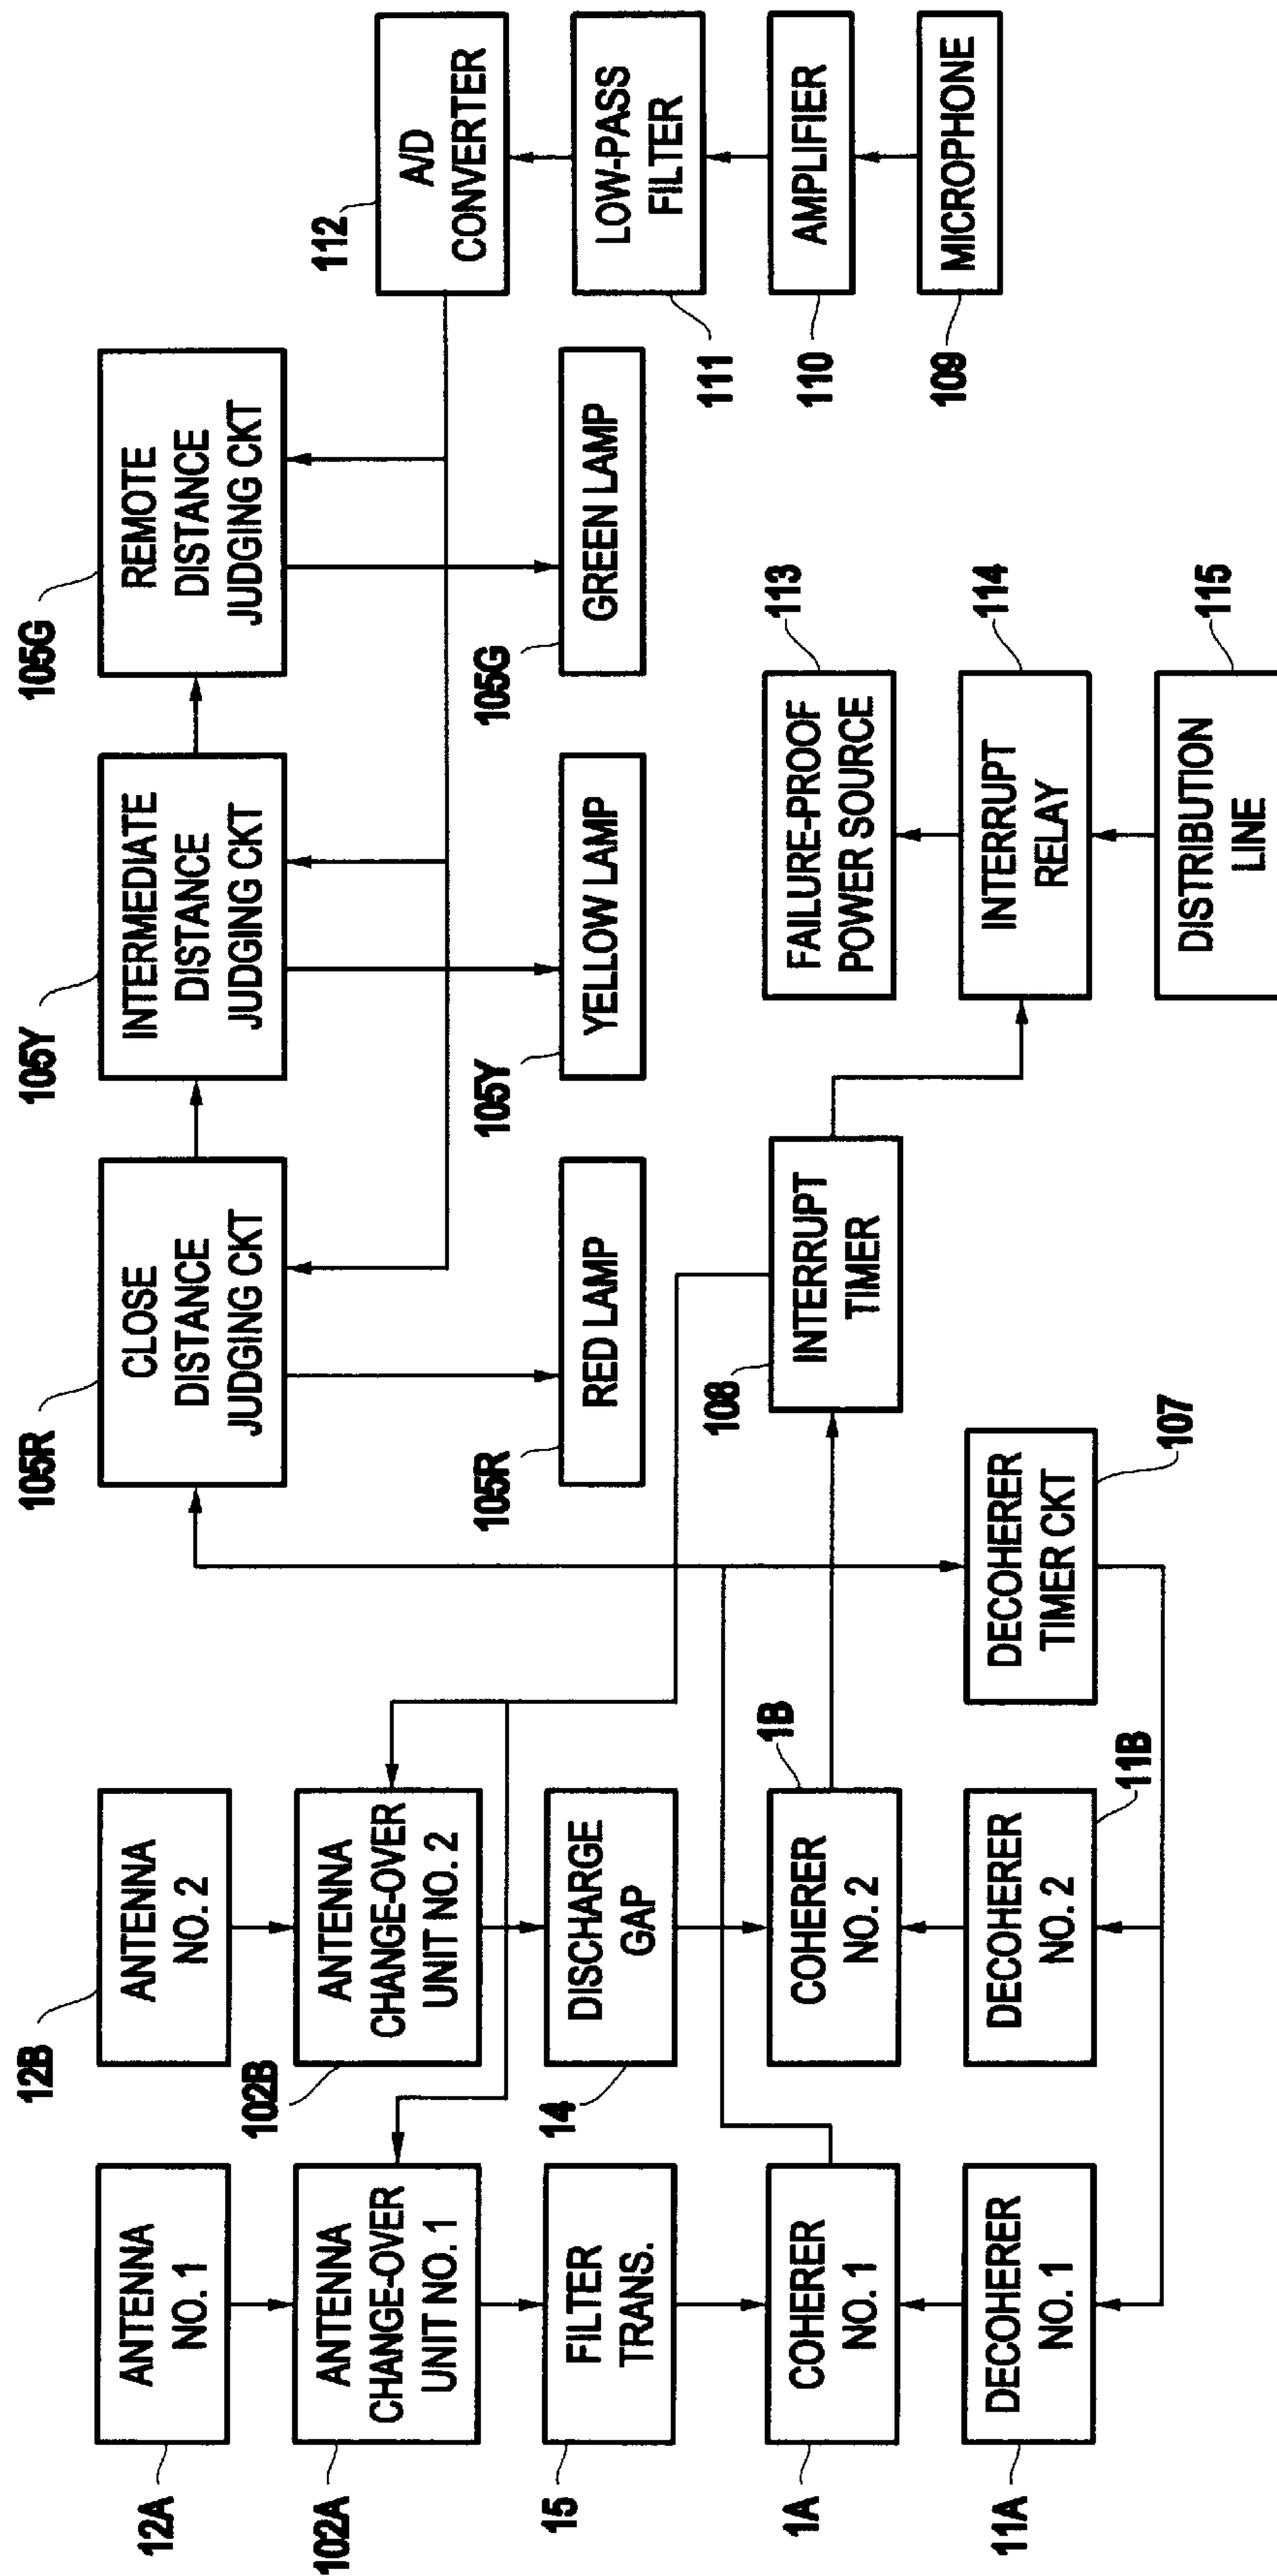 12A
ANTENNA
NO. 1
102A
ANTENNA
CHANGE-OVER
UNIT NO. 1
15
FILTER
TRANS.
1A
COHERER
NO. 1
11A
DECOHERER
NO. 1
12B
ANTENNA
NO. 2
102B
ANTENNA
CHANGE-OVER
UNIT NO. 2
14
DISCHARGE
GAP
1B
COHERER
NO. 2
11B
DECOHERER
NO. 2
107
DECOHERER
TIMER CKT
108
INTERRUPT
TIMER
105R
CLOSE
DISTANCE
JUDGING CKT
105R
RED LAMP
105Y
INTERMEDIATE
DISTANCE
JUDGING CKT
105Y
YELLOW LAMP
105G
REMOTE
DISTANCE
JUDGING CKT
105G
GREEN LAMP
113
FAILURE-PROOF
POWER SOURCE
114
INTERRUPT
RELAY
115
DISTRIBUTION
LINE
112
A/D
CONVERTER
111
LOW-PASS
FILTER
110
AMPLIFIER
109
MICROPHONE